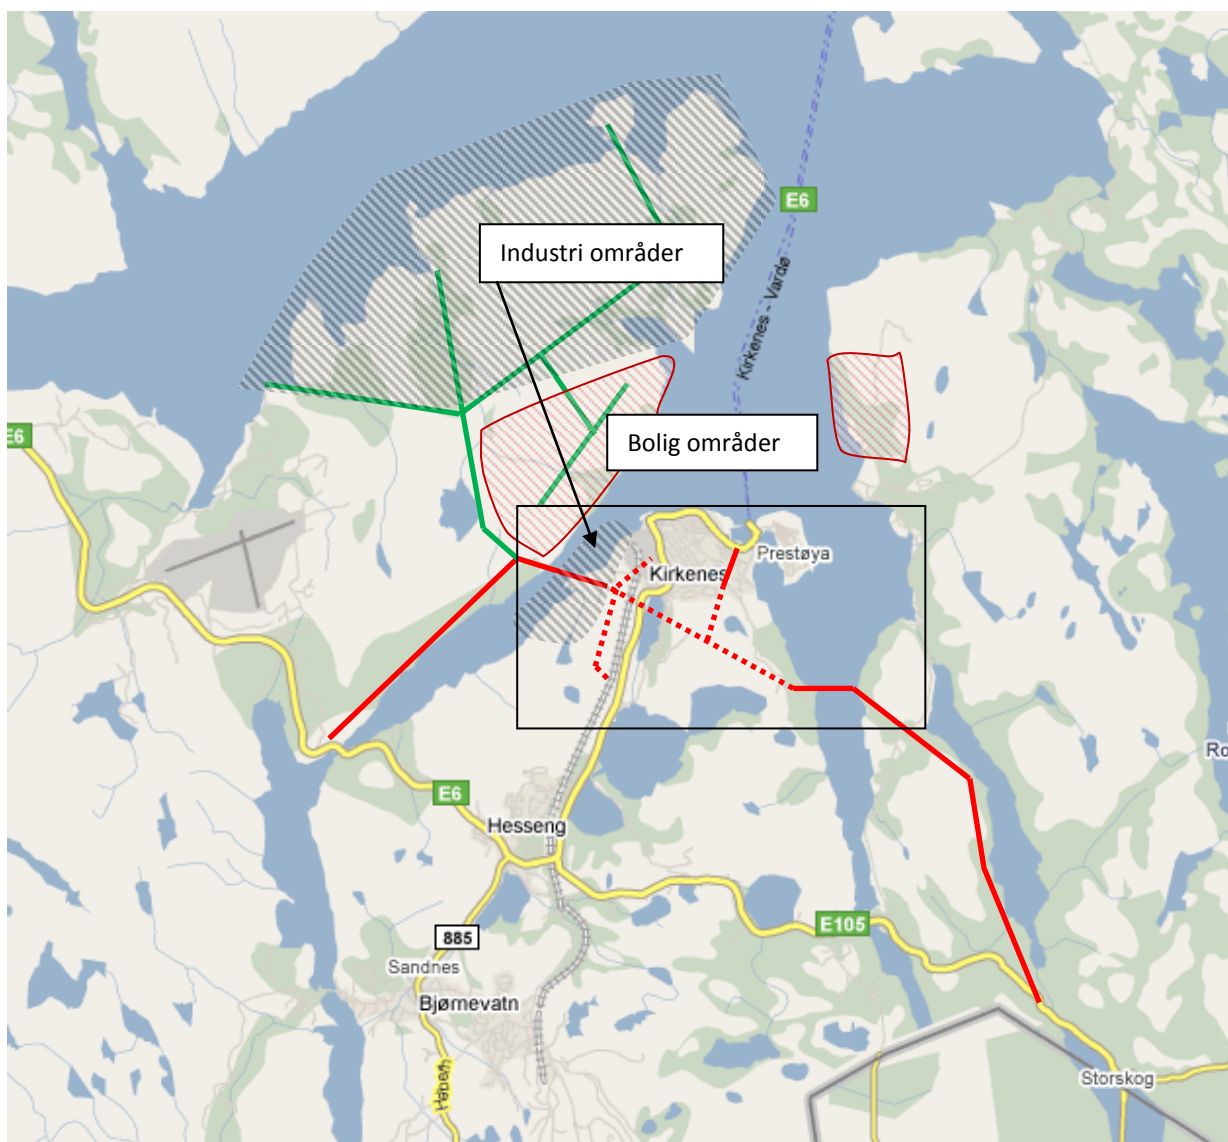 E6
Industri områder
Kirkenes - Vardø
E6
Bolig områder
Prestøya
Kirkenes
E6
Hesseng
E105
885
Sandnes
Bjørnevatn
Storskog